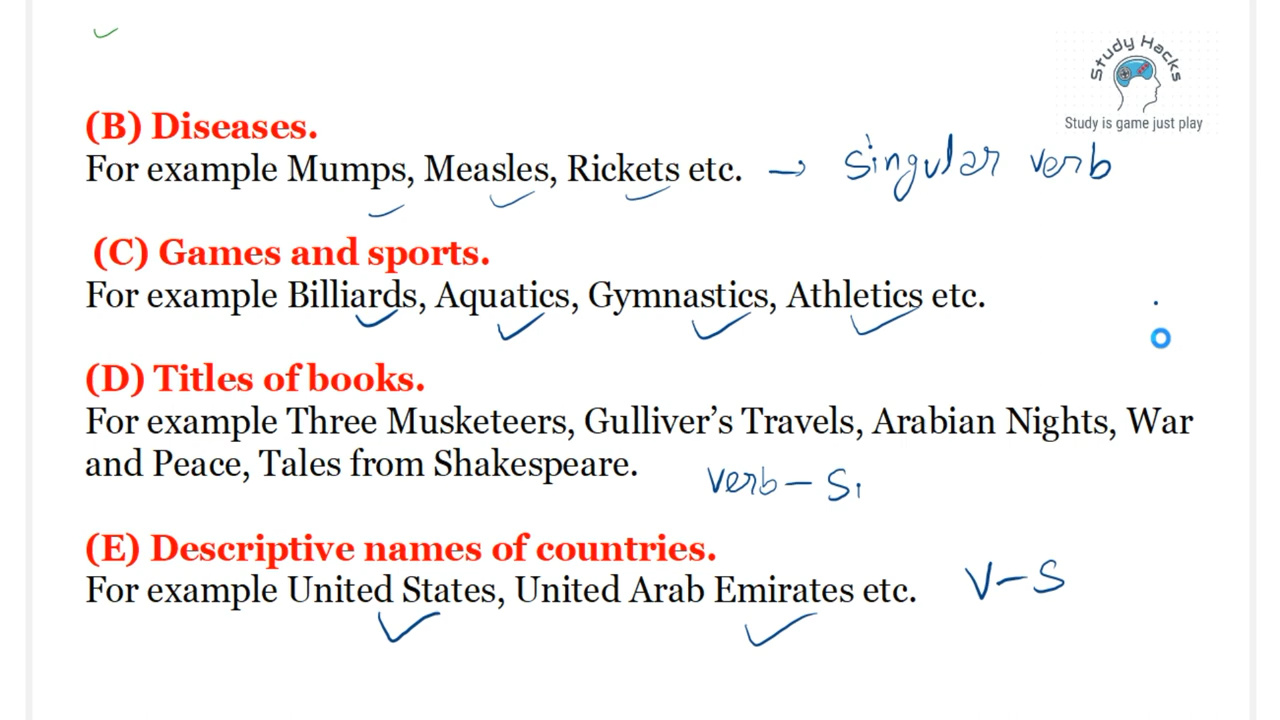 Study Hacks
Study is game just play
(B) Diseases.
For example Mumps, Measles, Rickets etc. → singular verb
(C) Games and sports.
For example Billiards, Aquatics, Gymnastics, Athletics etc.
(D) Titles of books.
For example Three Musketeers, Gulliver’s Travels, Arabian Nights, War
and Peace, Tales from Shakespeare.
verb – Si
(E) Descriptive names of countries.
For example United States, United Arab Emirates etc. V – S